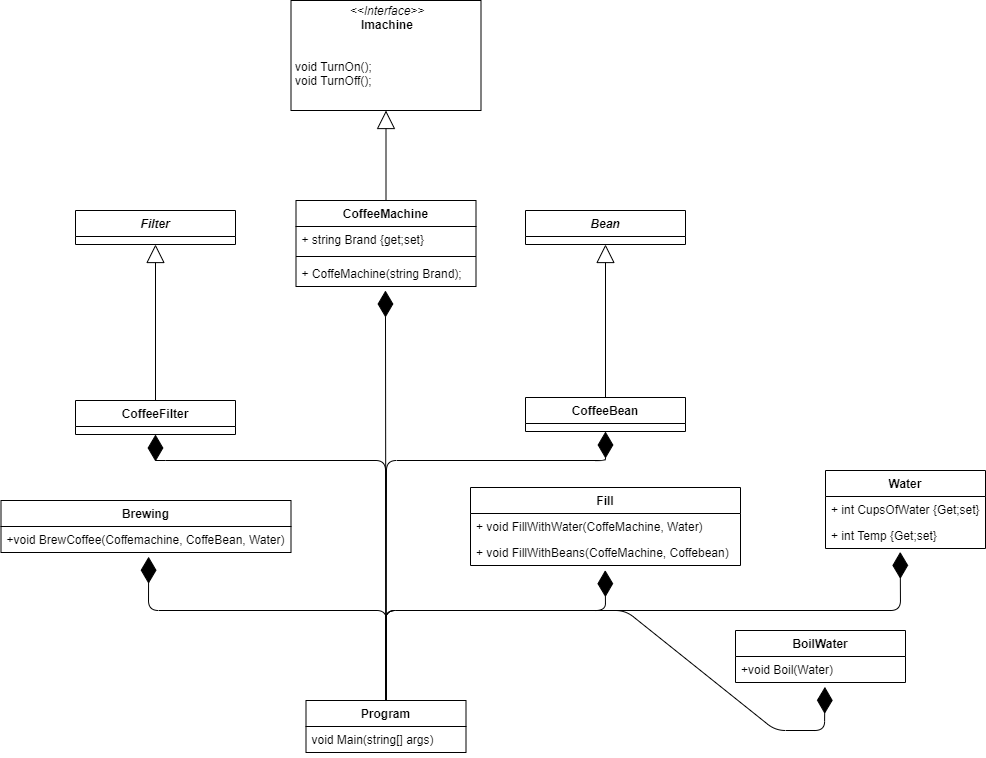 <<Interface>>
Imachine
void TurnOn();
void TurnOff();
CoffeeMachine
+ string Brand {get;set}
+ CoffeMachine(string Brand);
Filter
Bean
CoffeeFilter
CoffeeBean
Brewing
+void BrewCoffee(Coffemachine, CoffeBean, Water)
Fill
+ void FillWithWater(CoffeMachine, Water)
+ void FillWithBeans(CoffeMachine, Coffebean)
Water
+ int CupsOfWater {Get;set}
+ int Temp {Get;set}
BoilWater
+void Boil(Water)
Program
void Main(string[] args)